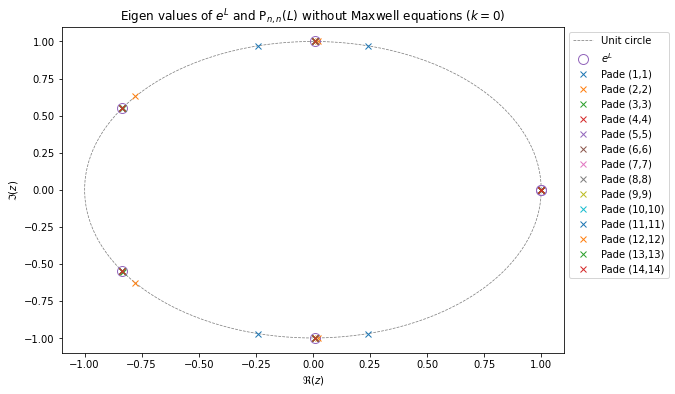 Eigen values of e^L and P_{n,n}(L) without Maxwell equations (k = 0)
1.00
0.75
0.50
0.25
0.00
−0.25
−0.50
−0.75
−1.00
ℑ(z)
−1.00 −0.75 −0.50 −0.25 0.00 0.25 0.50 0.75 1.00
ℜ(z)
Unit circle
e^L
Pade (1,1)
Pade (2,2)
Pade (3,3)
Pade (4,4)
Pade (5,5)
Pade (6,6)
Pade (7,7)
Pade (8,8)
Pade (9,9)
Pade (10,10)
Pade (11,11)
Pade (12,12)
Pade (13,13)
Pade (14,14)